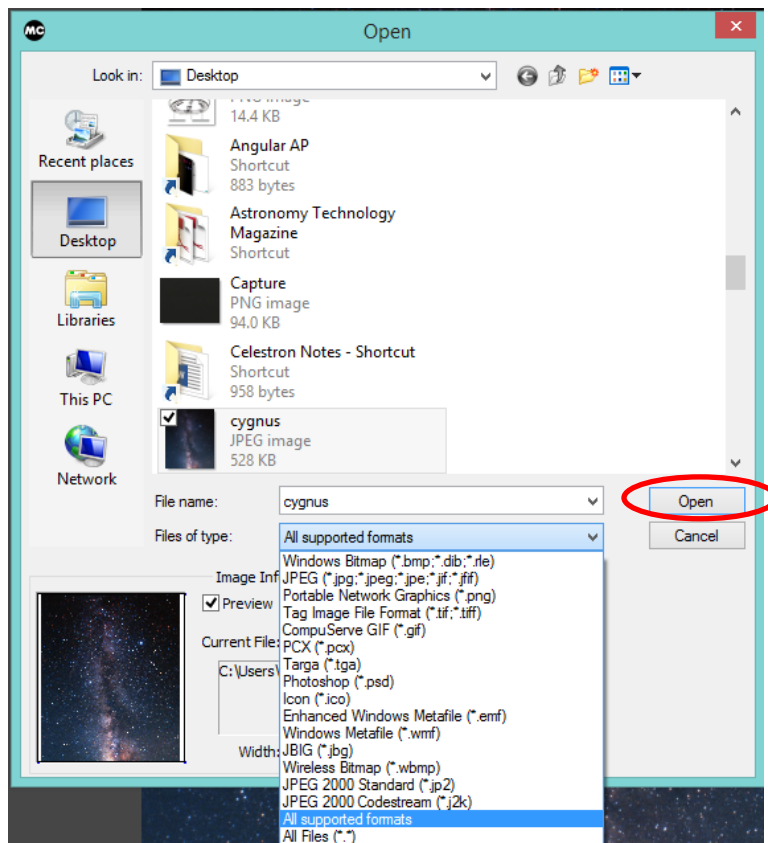 MC
Open
Look in:
Desktop
PNG image
14.4 KB
Angular AP
Shortcut
883 bytes
Astronomy Technology
Magazine
Shortcut
Capture
PNG image
94.0 KB
Celestron Notes - Shortcut
Shortcut
958 bytes
cygnus
JPEG image
528 KB
Recent places
Desktop
Libraries
This PC
Network
File name:
cygnus
Open
Files of type:
All supported formats
Cancel
Windows Bitmap (*.bmp;*.dib;*.rle)
JPEG (*.jpg;*.jpeg;*.jpe;*.jif;*.jfif)
Portable Network Graphics (*.png)
Tag Image File Format (*.tif;*.tiff)
CompuServe GIF (*.gif)
PCX (*.pcx)
Targa (*.tga)
Photoshop (*.psd)
Icon (*.ico)
Enhanced Windows Metafile (*.emf)
Windows Metafile (*.wmf)
JBIG (*.jbg)
Wireless Bitmap (*.wbmp)
JPEG 2000 Standard (*.jp2)
JPEG 2000 Codestream (*.j2k)
All supported formats
All Files (*.*)
Image Inf
Preview
Current File:
C:\Users\
Width: